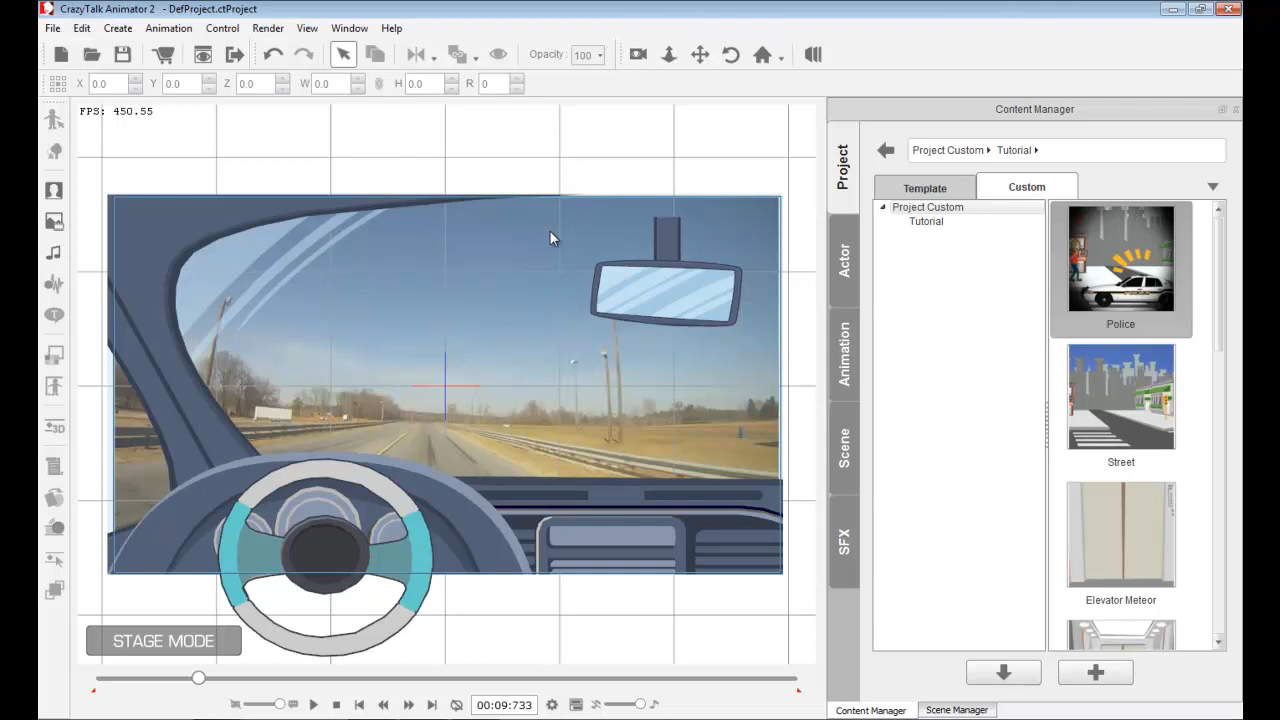 CrazyTalk Animator 2 - DefProject.ctProject
File Edit Create Animation Control Render View Window Help
Opacity : 100
X 0.0 Y 0.0 Z 0.0 W 0.0 H 0.0 R 0
FPS: 450.55
Content Manager
Project Custom Tutorial
Template Custom
Project Custom
Tutorial
Project
Actor
Animation
Scene
SFX
Police
Street
Elevator Meteor
3D
STAGE MODE
00:09:733
Content Manager Scene Manager